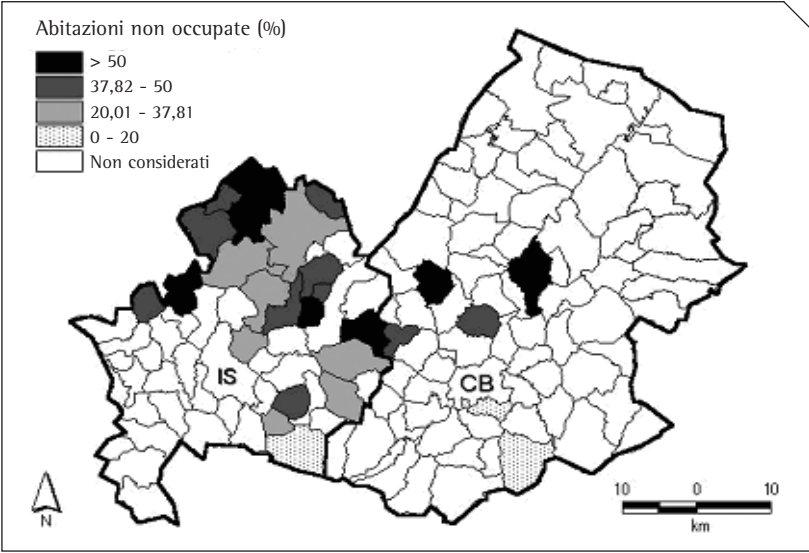 Abitazioni non occupate (%)
> 50
37,82 - 50
20,01 - 37,81
0 - 20
Non considerati
IS
CB
N
10 0 10
km